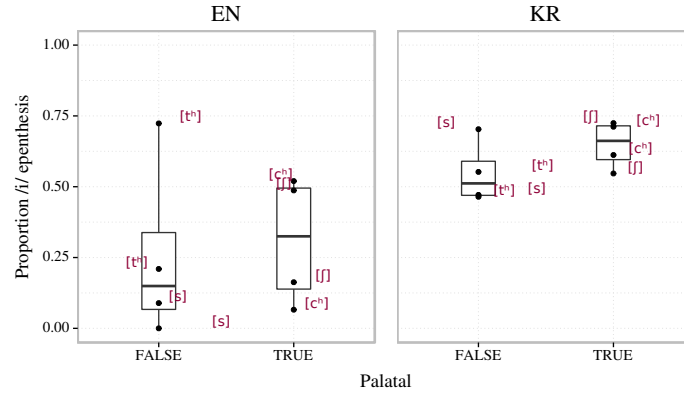 EN KR
Proportion /i/ epenthesis
1.00
0.75
0.50
0.25
0.00
[tʰ]
[tʰ]
[s]
[s]
[cʰ]
[ʃ]
[ʃ]
[cʰ]
[s]
[tʰ]
[tʰ]
[s]
[ʃ]
[cʰ]
[cʰ]
[ʃ]
FALSE TRUE FALSE TRUE
Palatal